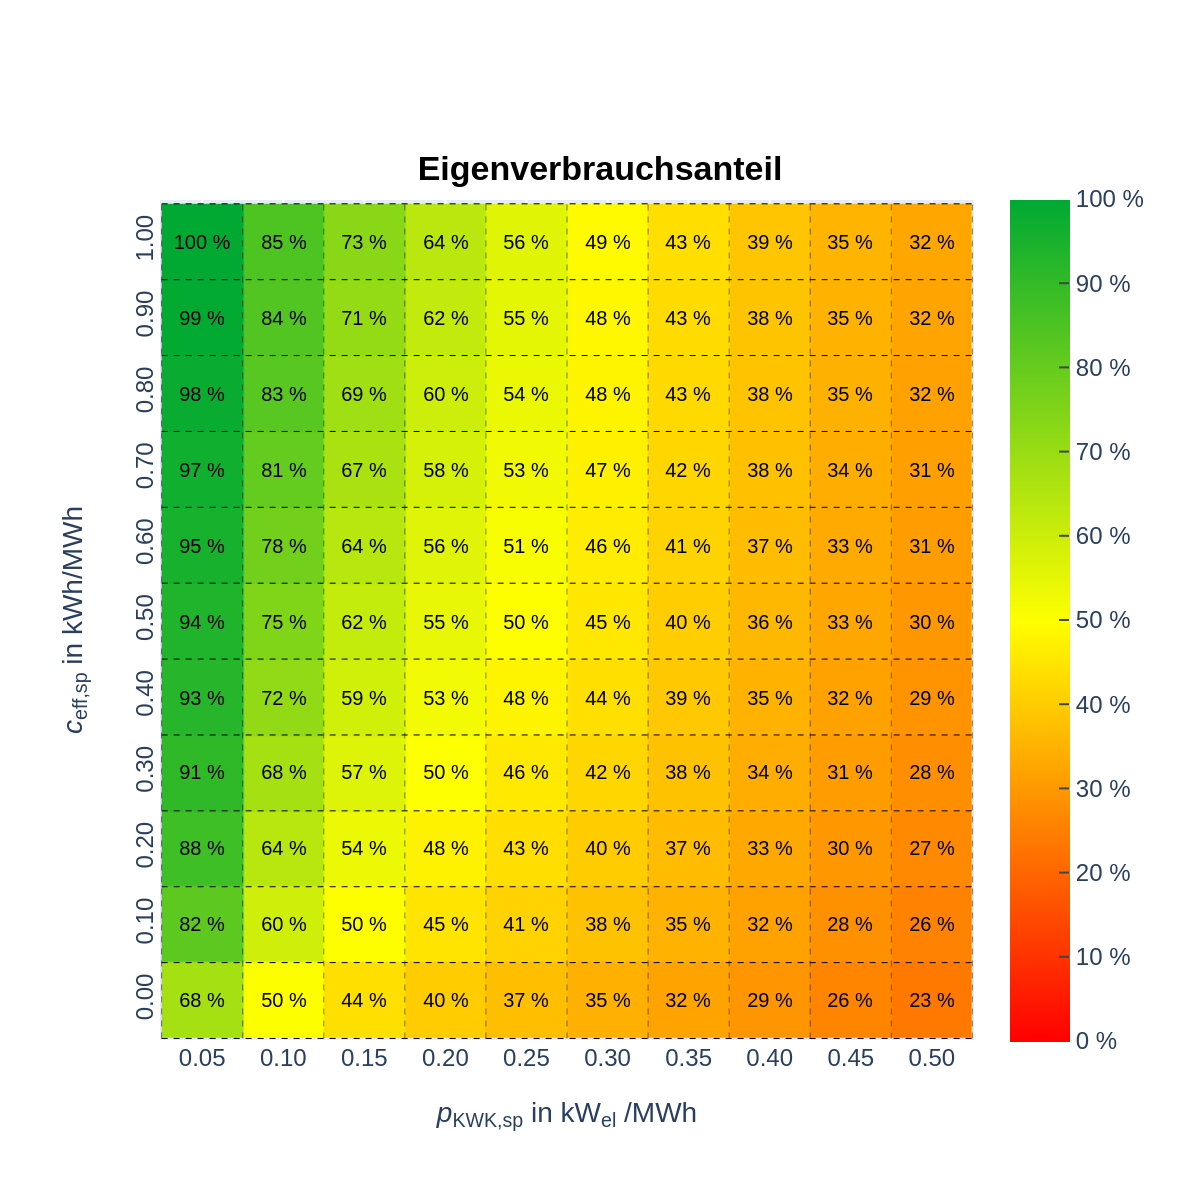 Eigenverbrauchsanteil
1.00 100 % 85 % 73 % 64 % 56 % 49 % 43 % 39 % 35 % 32 %
0.90 99 % 84 % 71 % 62 % 55 % 48 % 43 % 38 % 35 % 32 %
0.80 98 % 83 % 69 % 60 % 54 % 48 % 43 % 38 % 35 % 32 %
0.70 97 % 81 % 67 % 58 % 53 % 47 % 42 % 38 % 34 % 31 %
0.60 95 % 78 % 64 % 56 % 51 % 46 % 41 % 37 % 33 % 31 %
0.50 94 % 75 % 62 % 55 % 50 % 45 % 40 % 36 % 33 % 30 %
0.40 93 % 72 % 59 % 53 % 48 % 44 % 39 % 35 % 32 % 29 %
0.30 91 % 68 % 57 % 50 % 46 % 42 % 38 % 34 % 31 % 28 %
0.20 88 % 64 % 54 % 48 % 43 % 40 % 37 % 33 % 30 % 27 %
0.10 82 % 60 % 50 % 45 % 41 % 38 % 35 % 32 % 28 % 26 %
0.00 68 % 50 % 44 % 40 % 37 % 35 % 32 % 29 % 26 % 23 %
0.05 0.10 0.15 0.20 0.25 0.30 0.35 0.40 0.45 0.50
pKWK,sp in kWel /MWh
ceff,sp in kWh/MWh
100 %
90 %
80 %
70 %
60 %
50 %
40 %
30 %
20 %
10 %
0 %